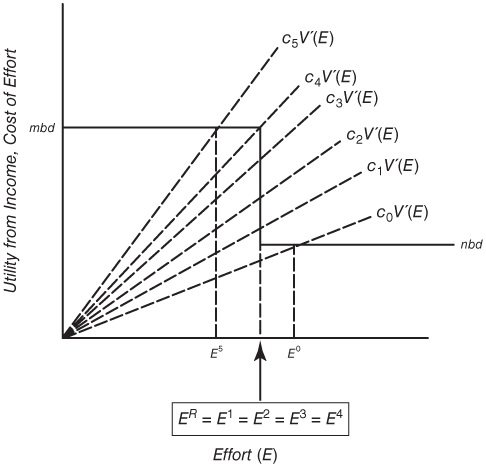 Utility from Income, Cost of Effort
c₅V′(E)
c₄V′(E)
c₃V′(E)
mbd
c₂V′(E)
c₁V′(E)
c₀V′(E)
nbd
E⁵
E⁰
Eᴿ = E¹ = E² = E³ = E⁴
Effort (E)